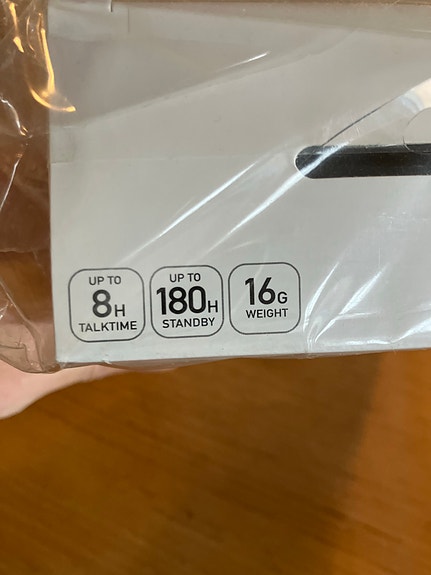 UP TO
8H
TALKTIME
UP TO
180H
STANDBY
16G
WEIGHT